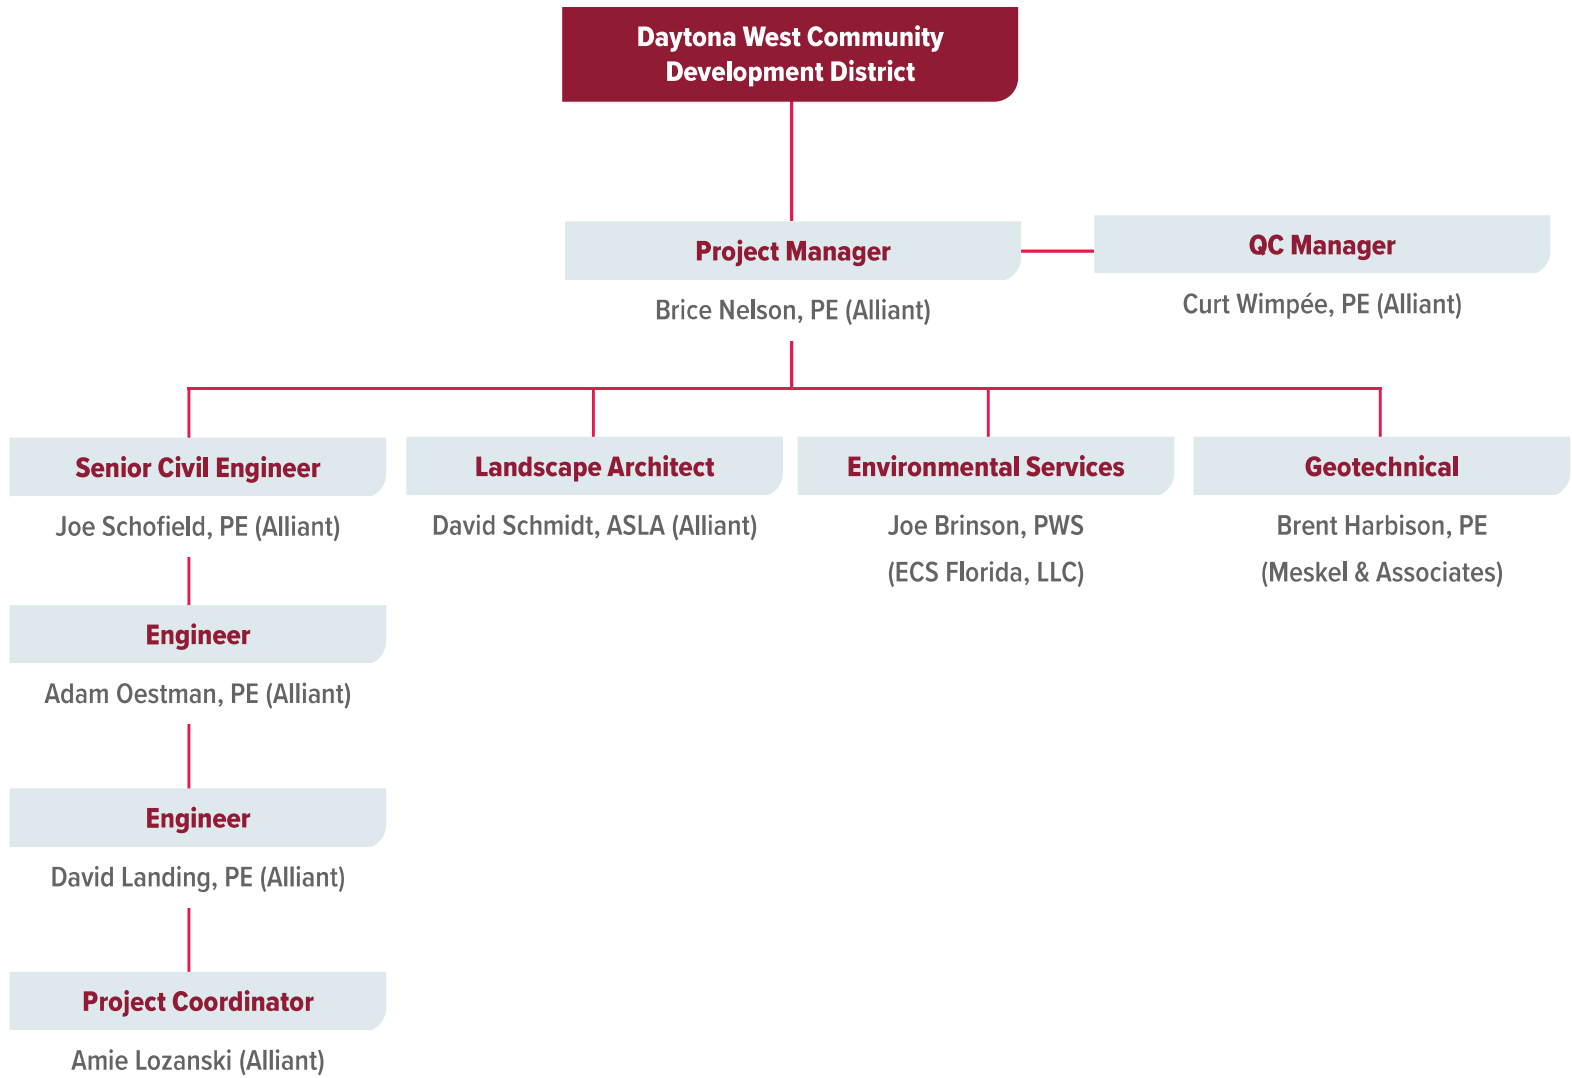 Daytona West Community
Development District
Project Manager
Brice Nelson, PE (Alliant)
QC Manager
Curt Wimpée, PE (Alliant)
Senior Civil Engineer
Joe Schofield, PE (Alliant)
Landscape Architect
David Schmidt, ASLA (Alliant)
Environmental Services
Joe Brinson, PWS
(ECS Florida, LLC)
Geotechnical
Brent Harbison, PE
(Meskel & Associates)
Engineer
Adam Oestman, PE (Alliant)
Engineer
David Landing, PE (Alliant)
Project Coordinator
Amie Lozanski (Alliant)